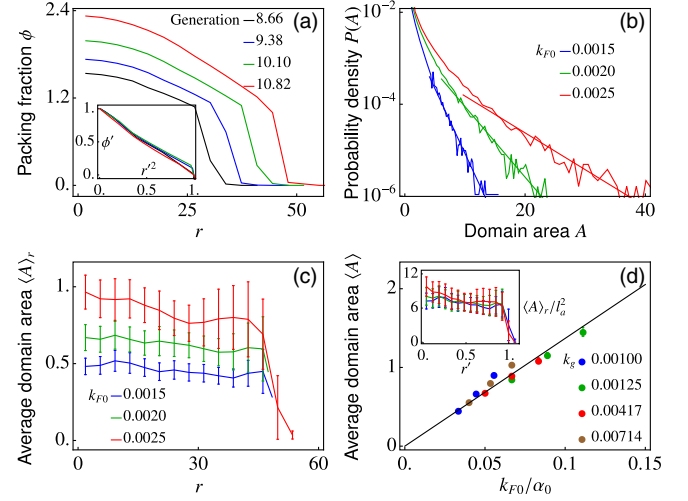 (a)
Packing fraction ϕ
2.4
1.2
0.
Generation
8.66
9.38
10.10
10.82
1
0.5
0.
ϕ′
r′²
0. 0.5 1.
0 25 50
r
(b)
Probability density P(A)
10⁻²
10⁻⁴
10⁻⁶
k_F0
0.0015
0.0020
0.0025
0 10 20 30 40
Domain area A
(c)
Average domain area ⟨A⟩_r
1.
0.5
0.
k_F0
0.0015
0.0020
0.0025
0 30 60
r
(d)
Average domain area ⟨A⟩
2
1
0
12
6
0
0. 0.5 1.
r′
⟨A⟩_r/l_a²
k_g
0.00100
0.00125
0.00417
0.00714
0. 0.05 0.1 0.15
k_F0/α₀